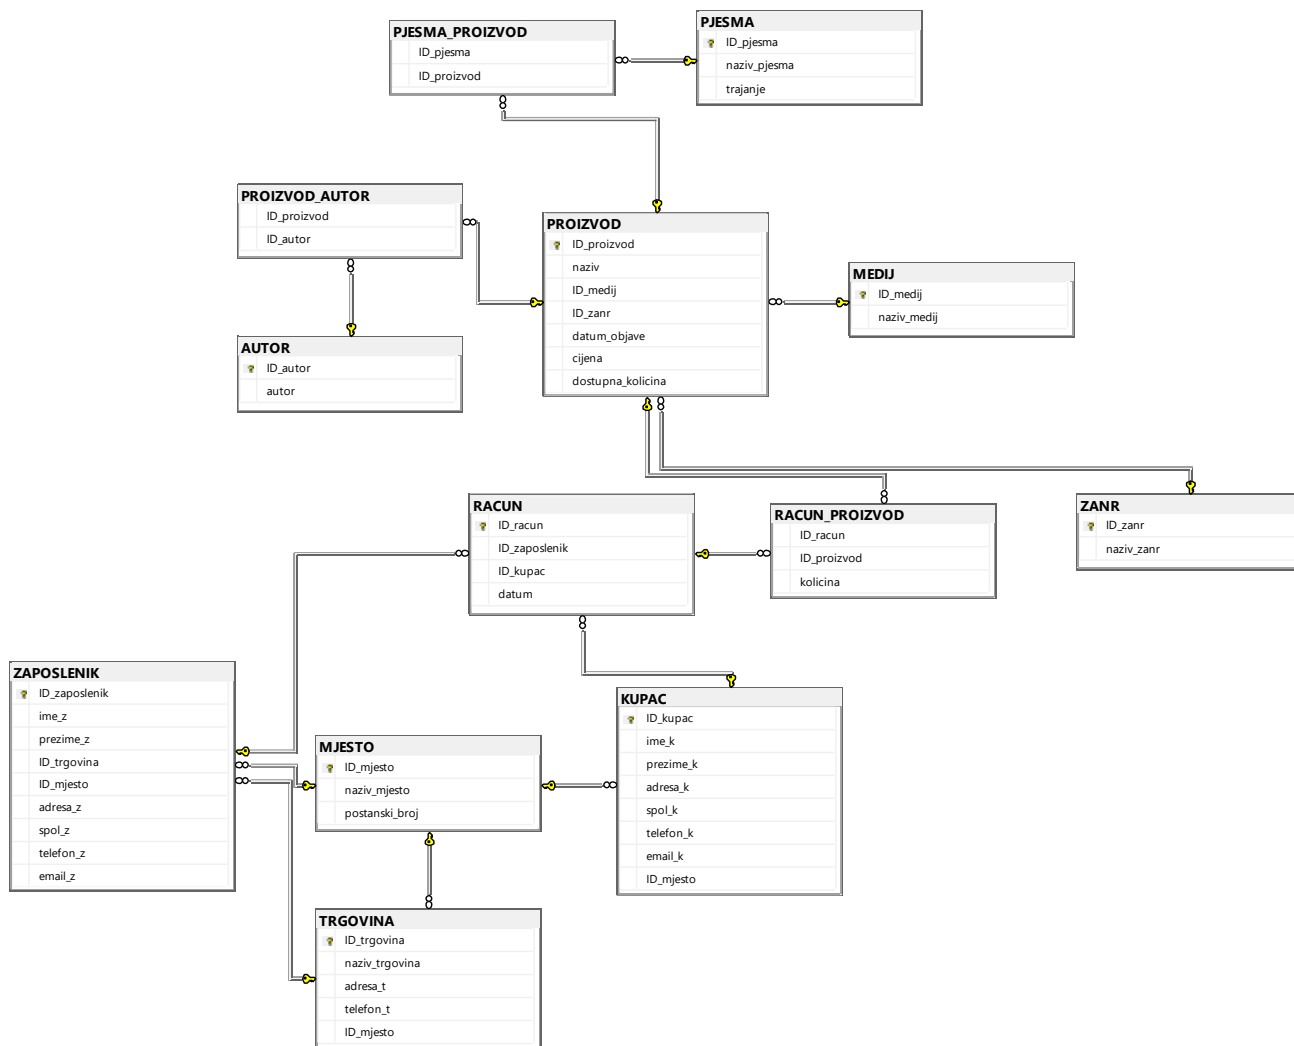 PJESMA_PROIZVOD
ID_pjesma
ID_proizvod
PJESMA
ID_pjesma
naziv_pjesma
trajanje
PROIZVOD_AUTOR
ID_proizvod
ID_autor
PROIZVOD
ID_proizvod
naziv
ID_medij
ID_zanr
datum_objave
cijena
dostupna_kolicina
MEDIJ
ID_medij
naziv_medij
AUTOR
ID_autor
autor
RACUN
ID_racun
ID_zaposlenik
ID_kupac
datum
RACUN_PROIZVOD
ID_racun
ID_proizvod
kolicina
ZANR
ID_zanr
naziv_zanr
ZAPOSLENIK
ID_zaposlenik
ime_z
prezime_z
ID_trgovina
ID_mjesto
adresa_z
spol_z
telefon_z
email_z
MJESTO
ID_mjesto
naziv_mjesto
postanski_broj
KUPAC
ID_kupac
ime_k
prezime_k
adresa_k
spol_k
telefon_k
email_k
ID_mjesto
TRGOVINA
ID_trgovina
naziv_trgovina
adresa_t
telefon_t
ID_mjesto